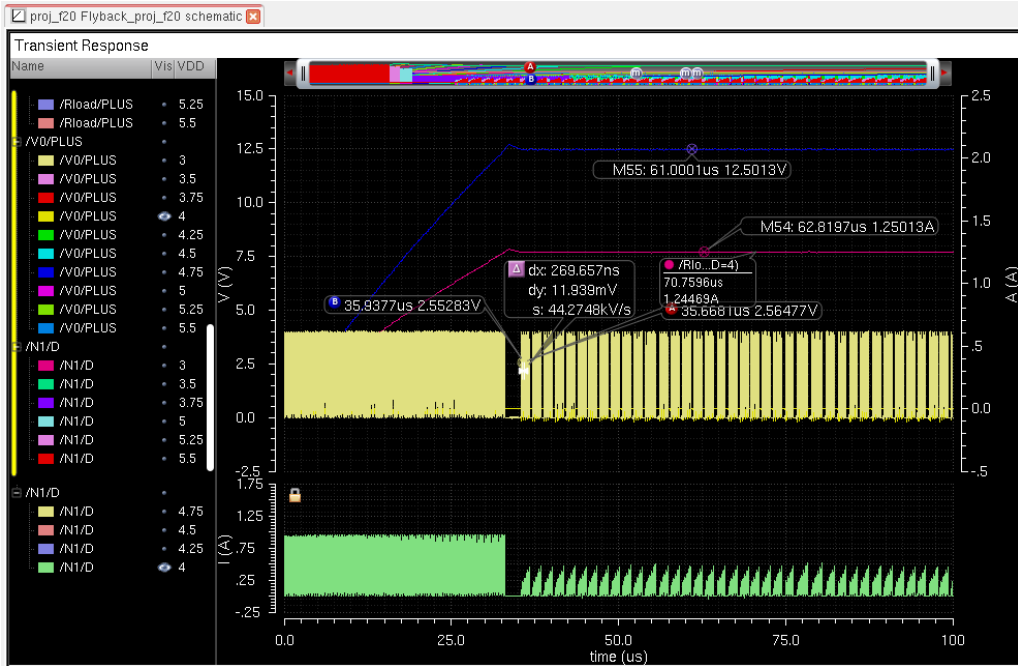 proj_f20 Flyback_proj_f20 schematic
Transient Response
Name Vis VDD
/Rload/PLUS 5.25
/Rload/PLUS 5.5
/V0/PLUS
/V0/PLUS 3
/V0/PLUS 3.5
/V0/PLUS 3.75
/V0/PLUS 4
/V0/PLUS 4.25
/V0/PLUS 4.5
/V0/PLUS 4.75
/V0/PLUS 5
/V0/PLUS 5.25
/V0/PLUS 5.5
/N1/D
/N1/D 3
/N1/D 3.5
/N1/D 3.75
/N1/D 5
/N1/D 5.25
/N1/D 5.5
/N1/D
/N1/D 4.75
/N1/D 4.5
/N1/D 4.25
/N1/D 4
A
B
m
m
m
15.0
12.5
10.0
7.5
5.0
2.5
0.0
-2.5
V (V)
2.5
2.0
1.5
1.0
.5
0.0
-.5
A (A)
M55: 61.0001us 12.5013V
M54: 62.8197us 1.25013A
Δ dx: 269.657ns
dy: 11.939mV
s: 44.2748kV/s
/Rlo...D=4)
70.7596us
1.24469A
B 35.9377us 2.55283V
A 35.6681us 2.56477V
1.75
1.25
.75
.25
-.25
I (A)
0.0 25.0 50.0 75.0 100
time (us)